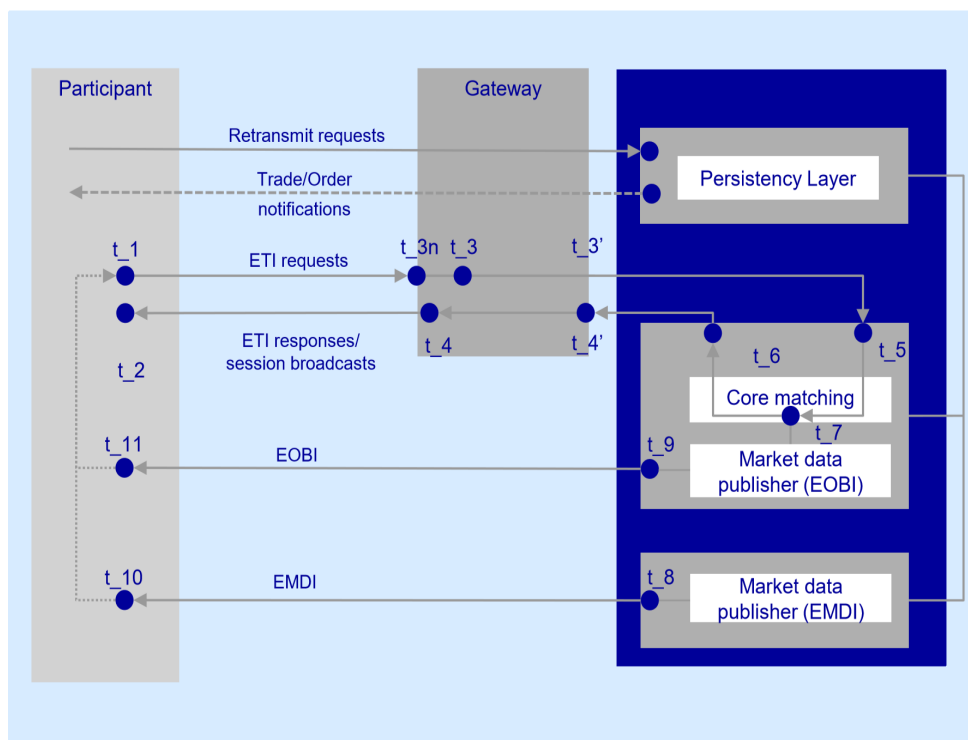 Participant
Gateway
Retransmit requests
Trade/Order
notifications
Persistency Layer
t_1
ETI requests
t_3n
t_3
t_3’
ETI responses/
session broadcasts
t_4
t_4’
t_2
t_6
t_5
Core matching
t_7
t_11
EOBI
t_9
Market data
publisher (EOBI)
t_10
EMDI
t_8
Market data
publisher (EMDI)